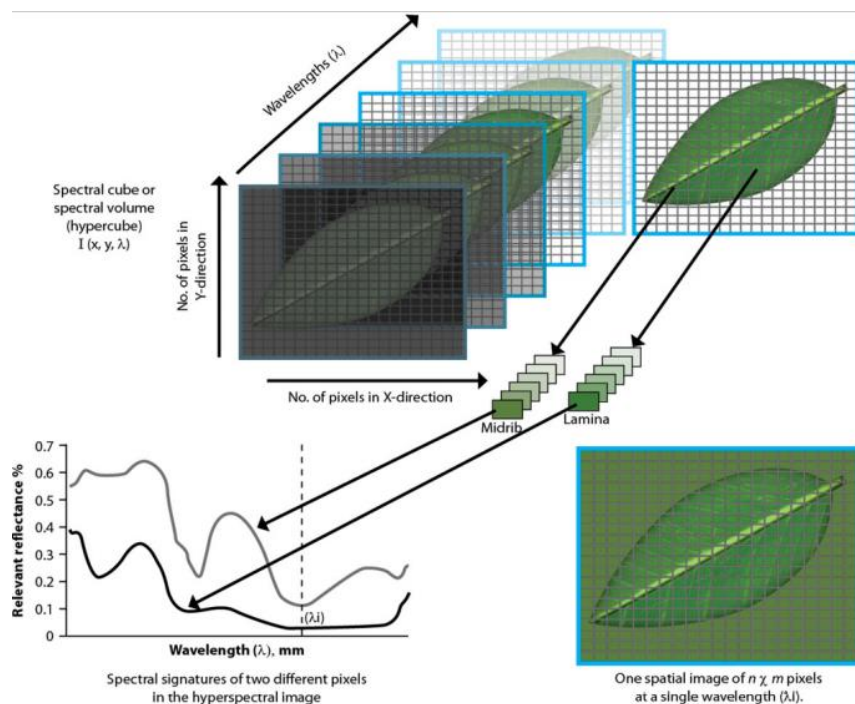 Wavelengths (λ)
Spectral cube or
spectral volume
(hypercube)
I (x, y, λ)
No. of pixels in
Y-direction
No. of pixels in X-direction
Midrib
Lamina
0.7
0.6
0.5
0.4
0.3
0.2
0.1
0
Relevant reflectance %
(λi)
Wavelength (λ), mm
Spectral signatures of two different pixels
in the hyperspectral image
One spatial image of n χ m pixels
at a single wavelength (λi).